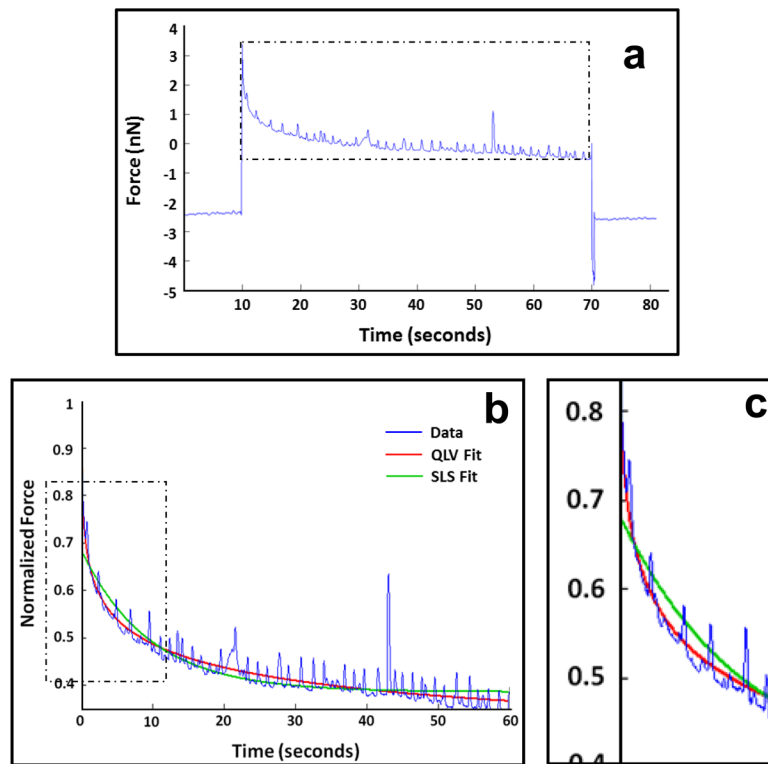 a
4
3
2
1
0
-1
-2
-3
-4
-5
Force (nN)
10 20 30 40 50 60 70 80
Time (seconds)
b
1
0.9
0.8
0.7
0.6
0.5
0.4
Normalized Force
Data
QLV Fit
SLS Fit
0 10 20 30 40 50 60
Time (seconds)
c
0.8
0.7
0.6
0.5
0.4